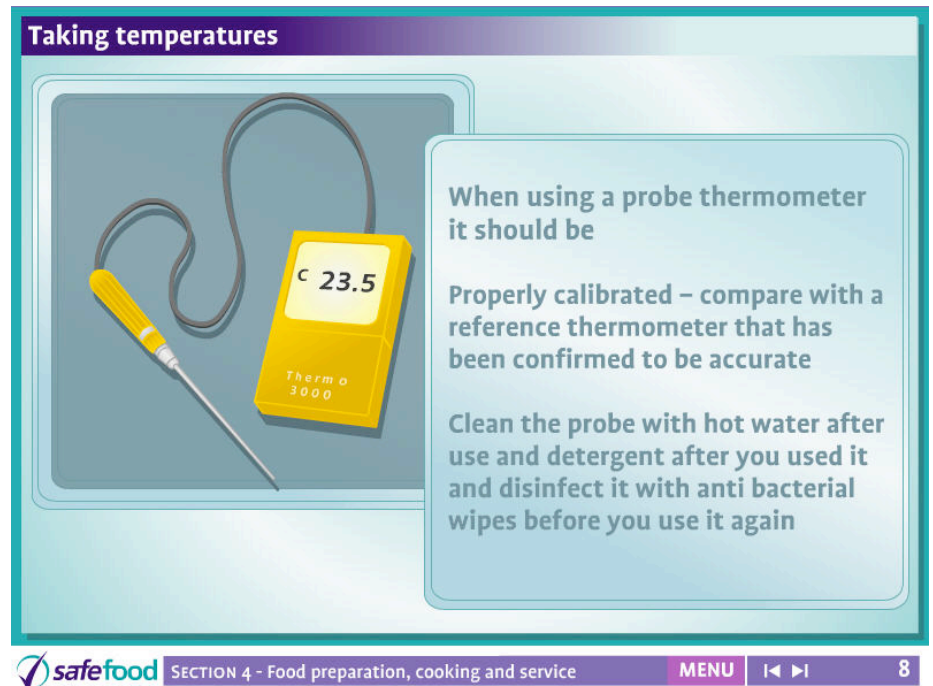 Taking temperatures
C 23.5
Thermo
3000
When using a probe thermometer
it should be
Properly calibrated – compare with a
reference thermometer that has
been confirmed to be accurate
Clean the probe with hot water after
use and detergent after you used it
and disinfect it with anti bacterial
wipes before you use it again
safefood SECTION 4 - Food preparation, cooking and service MENU 8